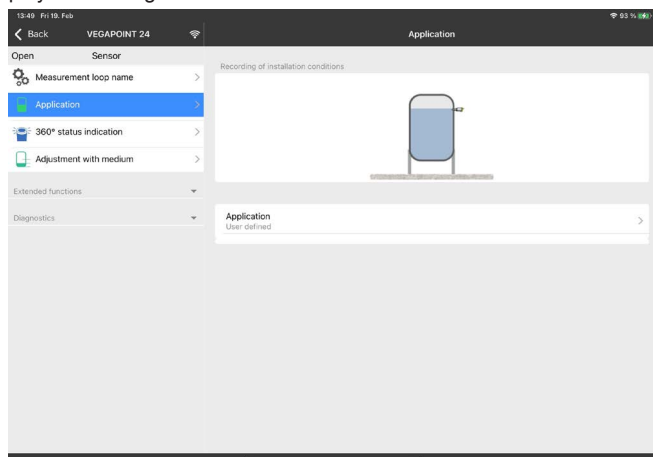 13:49 Fri 19. Feb
93 %
Back
VEGAPOINT 24
Application
Open
Sensor
Measurement loop name
Application
360° status indication
Adjustment with medium
Extended functions
Diagnostics
Recording of installation conditions
Application
User defined